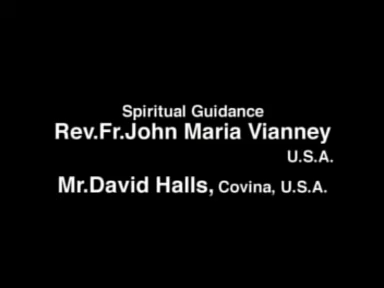 Spiritual Guidance
Rev.Fr.John Maria Vianney
U.S.A.
Mr.David Halls, Covina, U.S.A.